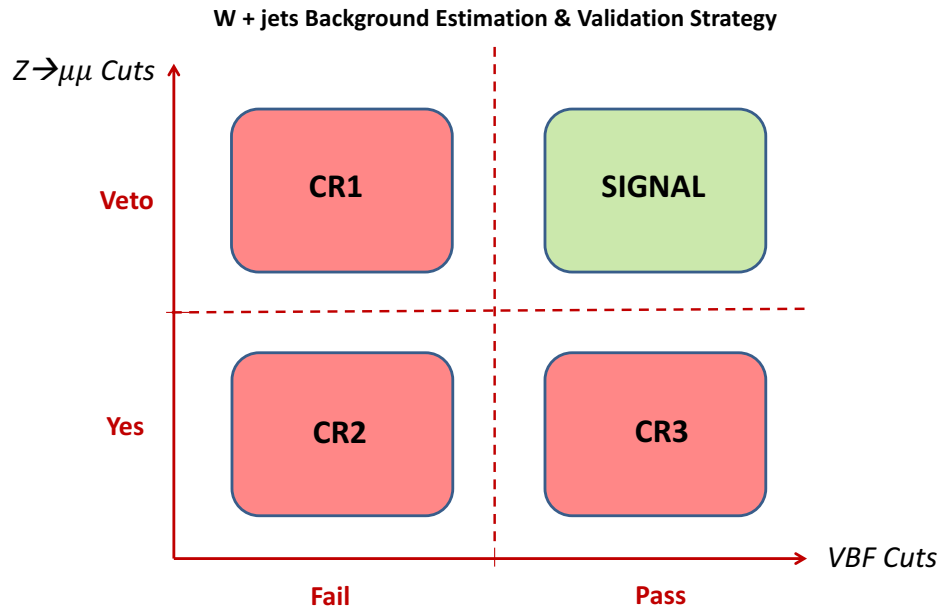 W + jets Background Estimation & Validation Strategy
Z→μμ Cuts
CR1
SIGNAL
Veto
CR2
CR3
Yes
VBF Cuts
Fail
Pass